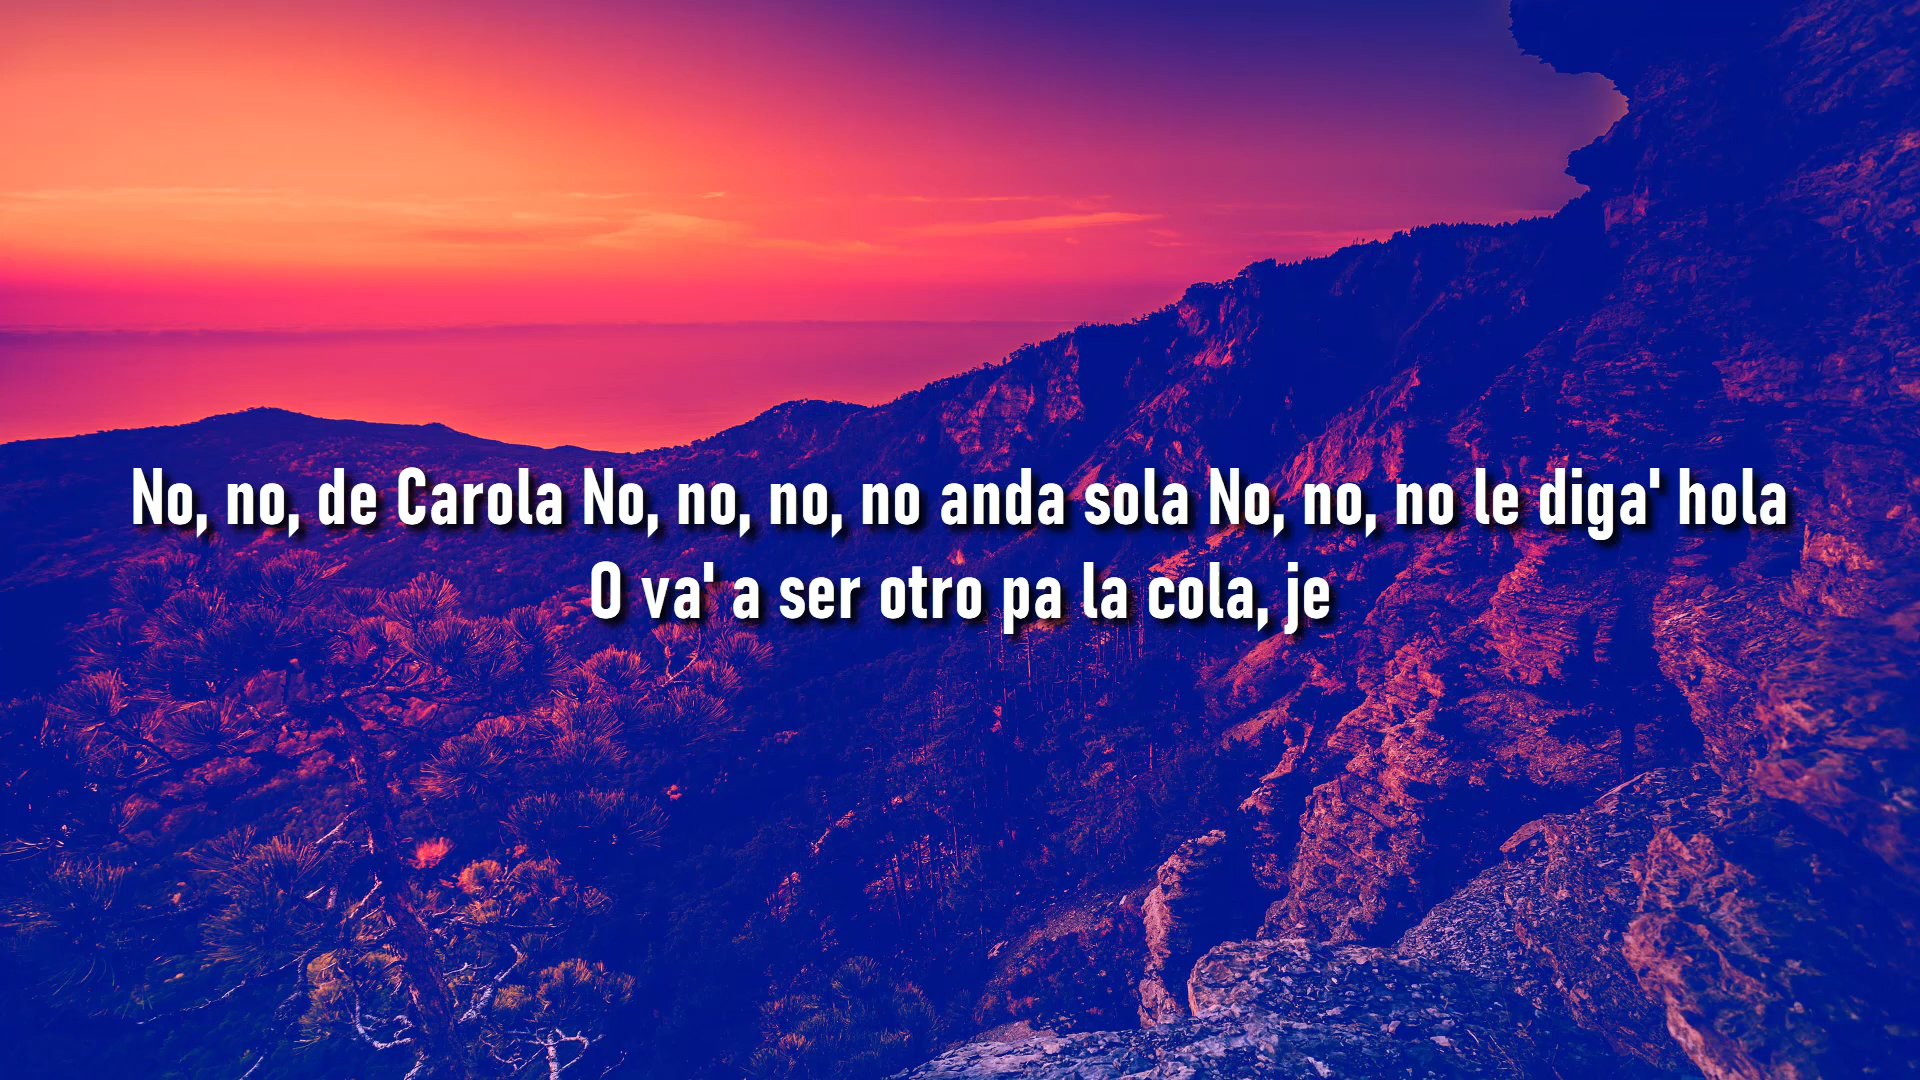 No, no, de Carola No, no, no, no anda sola No, no, no le diga' hola
O va' a ser otro pa la cola, je